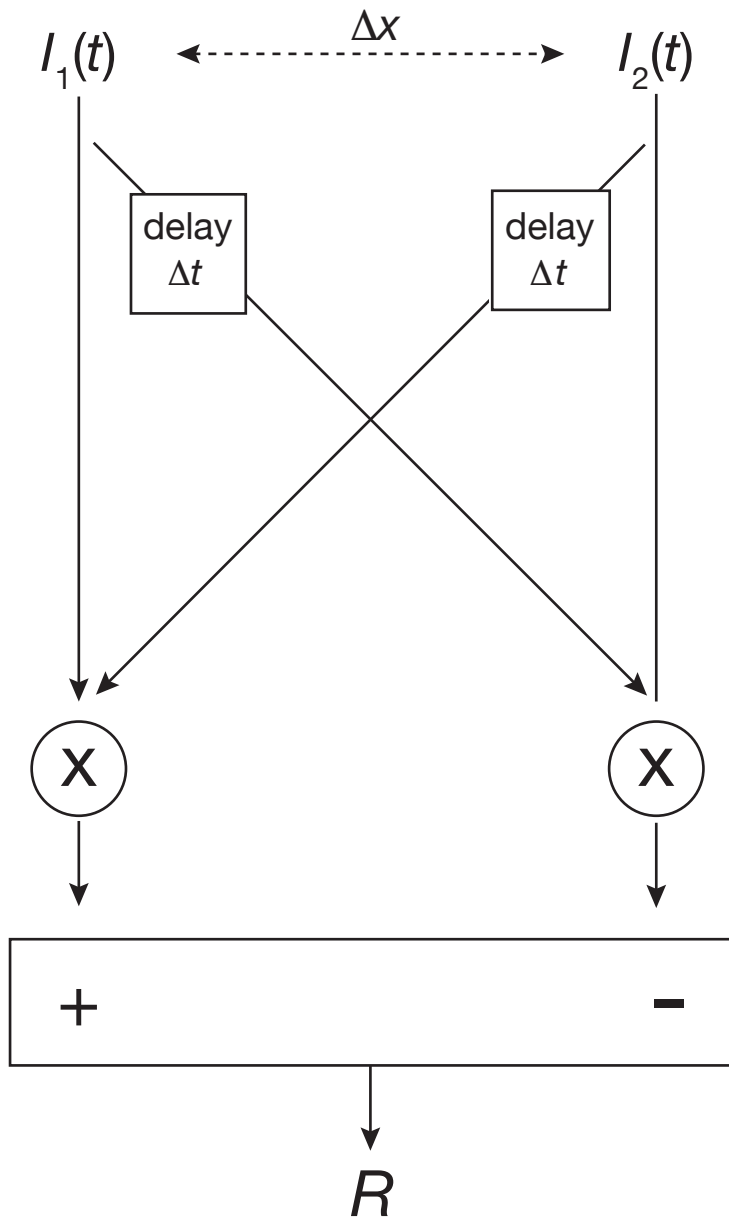 Δx
I₁(t) I₂(t)
delay delay
Δt Δt
X X
+ -
R